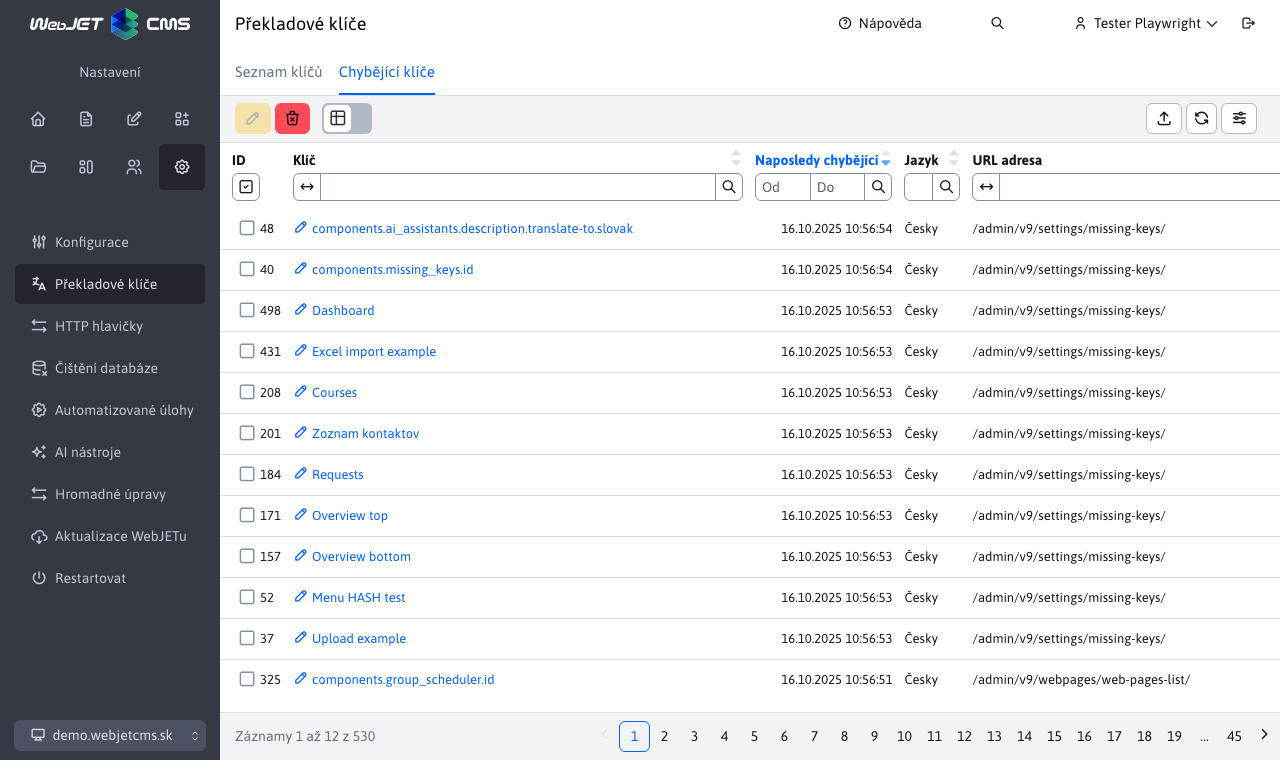 WebJET CMS
Překladové klíče
Nápověda
Tester Playwright
Nastavení
Seznam klíčů
Chybějící klíče
Konfigurace
Překladové klíče
HTTP hlavičky
Čištění databáze
Automatizované úlohy
AI nástroje
Hromadné úpravy
Aktualizace WebJETu
Restartovat
demo.webjetcms.sk
ID Klíč Naposledy chybějící Jazyk URL adresa
Od Do
48 components.ai_assistants.description.translate-to.slovak 16.10.2025 10:56:54 Česky /admin/v9/settings/missing-keys/
40 components.missing_keys.id 16.10.2025 10:56:54 Česky /admin/v9/settings/missing-keys/
498 Dashboard 16.10.2025 10:56:53 Česky /admin/v9/settings/missing-keys/
431 Excel import example 16.10.2025 10:56:53 Česky /admin/v9/settings/missing-keys/
208 Courses 16.10.2025 10:56:53 Česky /admin/v9/settings/missing-keys/
201 Zoznam kontaktov 16.10.2025 10:56:53 Česky /admin/v9/settings/missing-keys/
184 Requests 16.10.2025 10:56:53 Česky /admin/v9/settings/missing-keys/
171 Overview top 16.10.2025 10:56:53 Česky /admin/v9/settings/missing-keys/
157 Overview bottom 16.10.2025 10:56:53 Česky /admin/v9/settings/missing-keys/
52 Menu HASH test 16.10.2025 10:56:53 Česky /admin/v9/settings/missing-keys/
37 Upload example 16.10.2025 10:56:53 Česky /admin/v9/settings/missing-keys/
325 components.group_scheduler.id 16.10.2025 10:56:51 Česky /admin/v9/webpages/web-pages-list/
Záznamy 1 až 12 z 530
1 2 3 4 5 6 7 8 9 10 11 12 13 14 15 16 17 18 19 ... 45